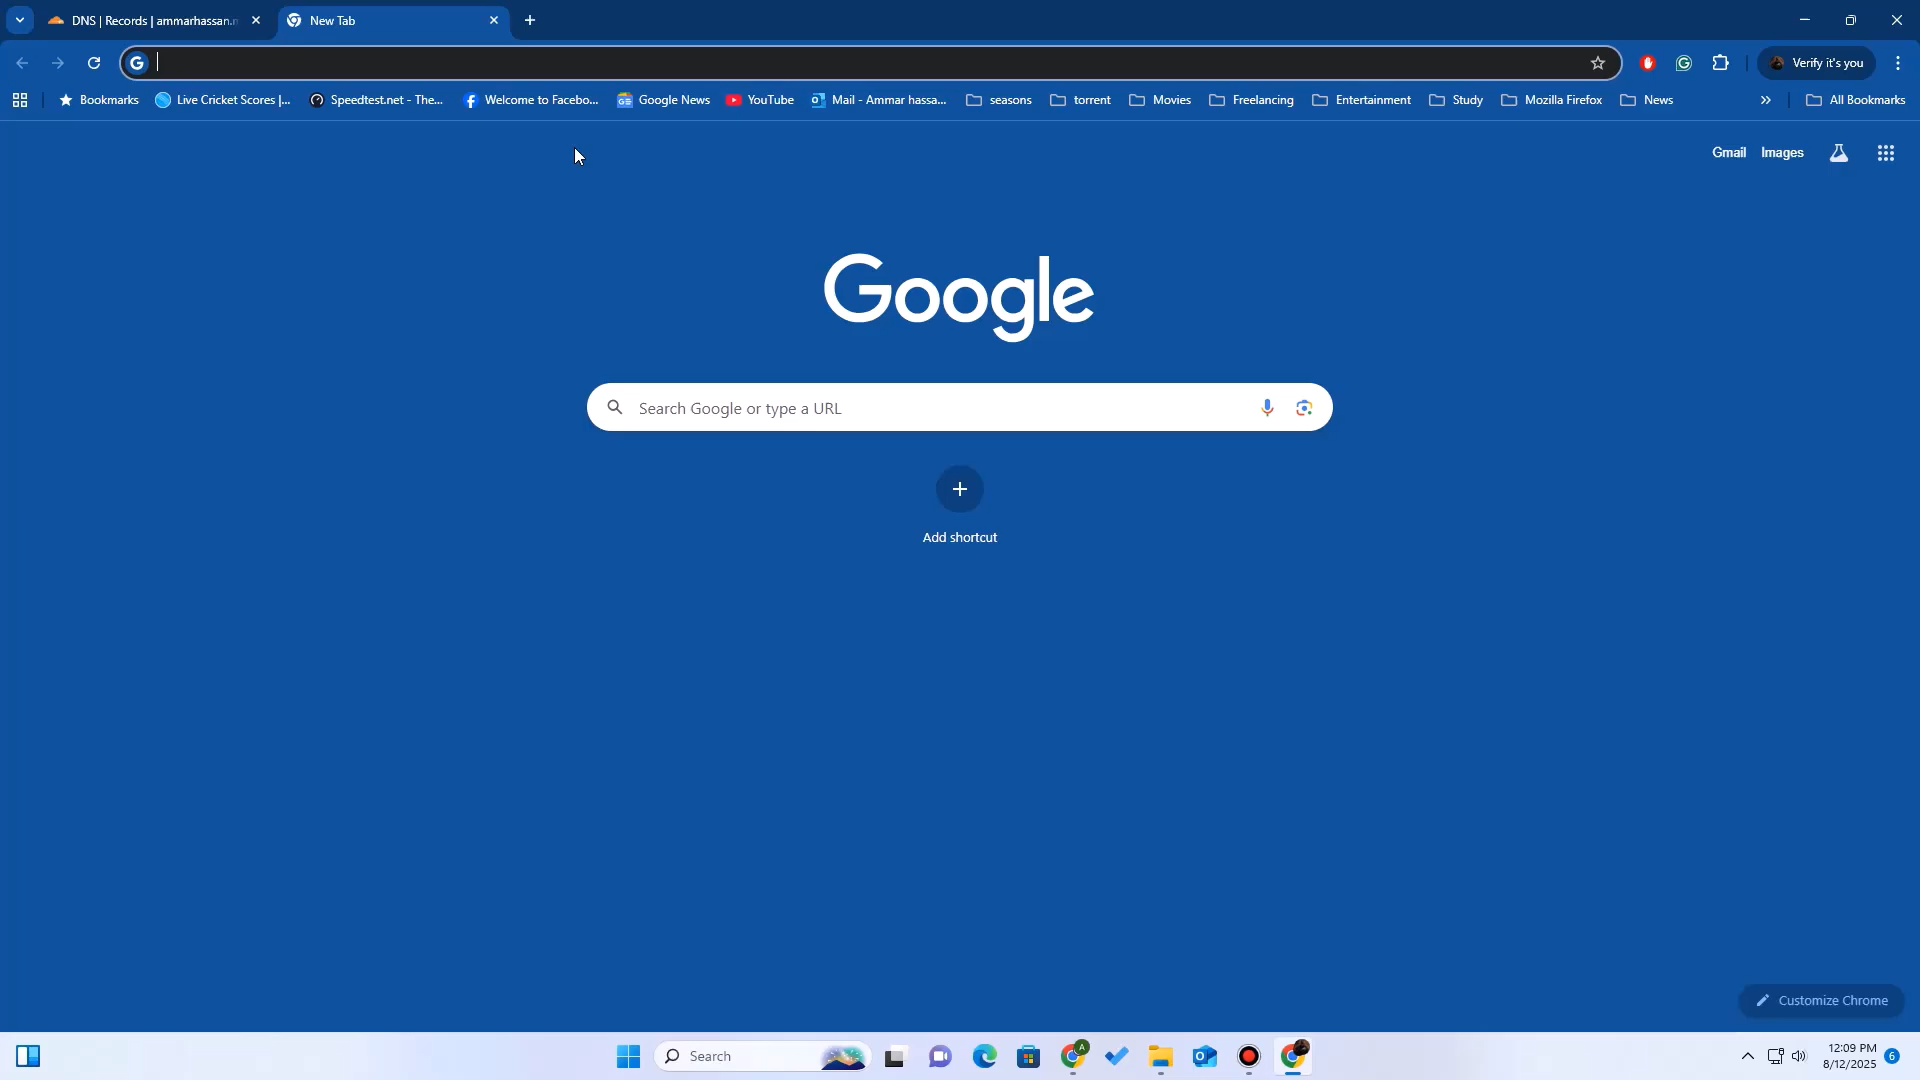 DNS | Records | ammarhassan.n
New Tab
Verify it's you
Bookmarks
Live Cricket Scores |...
Speedtest.net - The...
Welcome to Facebo...
Google News
YouTube
Mail - Ammar hassa...
seasons
torrent
Movies
Freelancing
Entertainment
Study
Mozilla Firefox
News
All Bookmarks
Gmail
Images
Google
Search Google or type a URL
Add shortcut
Customize Chrome
Search
12:09 PM
8/12/2025
6